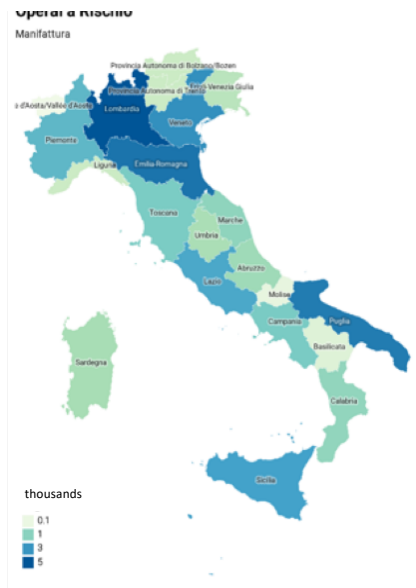 Operai a Rischio
Manifattura
Provincia Autonoma di Bolzano/Bozen
Friuli-Venezia Giulia
Provincia Autonoma di Trento
e d'Aosta/Vallée d'Aoste
Lombardia
Veneto
Piemonte
Emilia-Romagna
Liguria
Toscana
Marche
Umbria
Abruzzo
Lazio
Molise
Puglia
Campania
Basilicata
Sardegna
Calabria
Sicilia
thousands
0.1
1
3
5